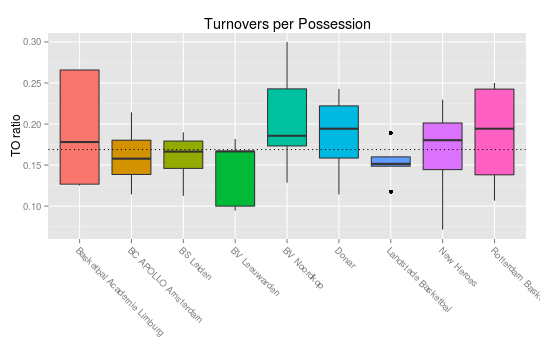 Turnovers per Possession
TO ratio
0.30
0.25
0.20
0.15
0.10
Basketbal Academie Limburg
BC APOLLO Amsterdam
BS Leiden
BV Leeuwarden
BV Noordkop
Donar
Landstede Basketbal
New Heroes
Rotterdam Bask